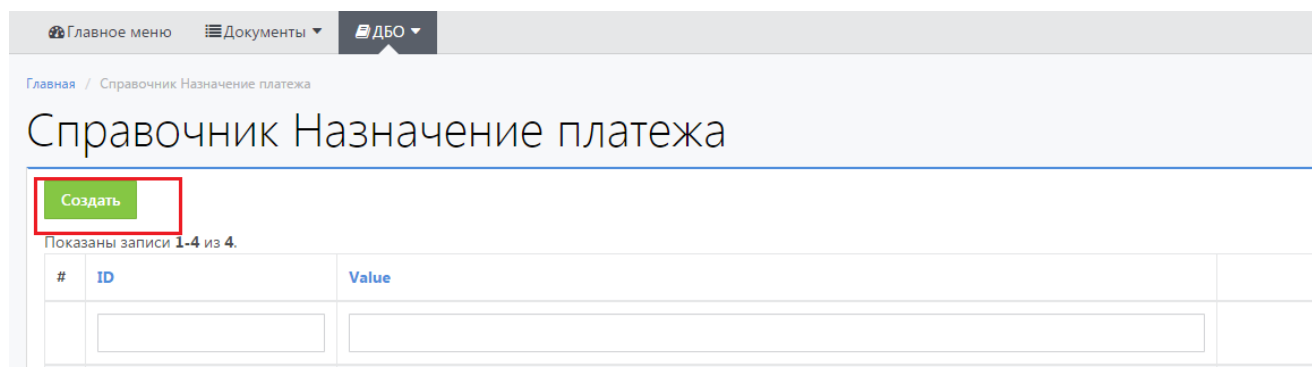 Главное меню Документы ДБО
Главная / Справочник Назначение платежа
Справочник Назначение платежа
Создать
Показаны записи 1-4 из 4.
# ID Value